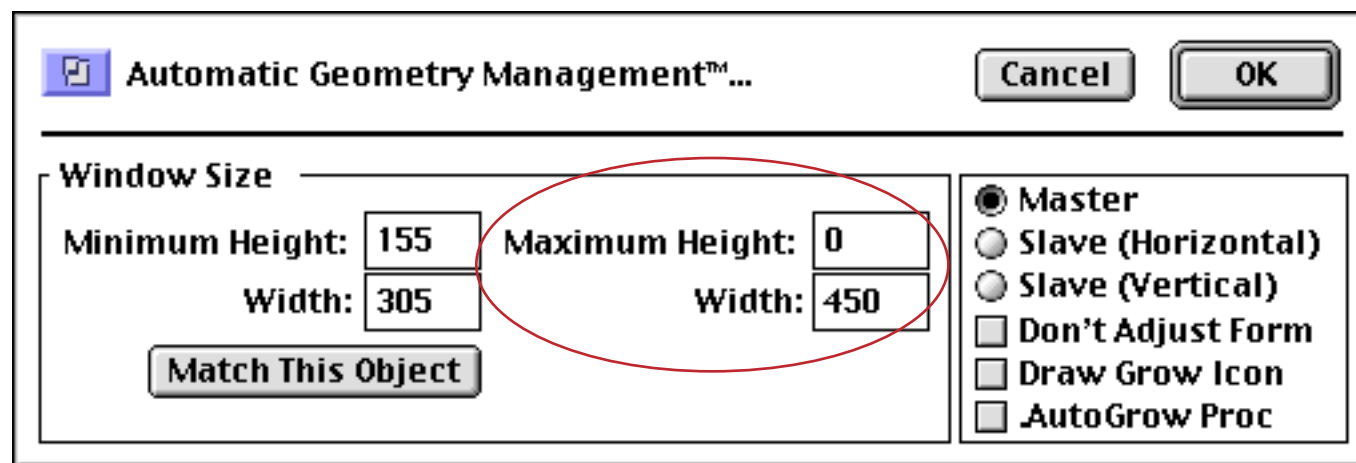 Automatic Geometry Management™...
Cancel
OK
Window Size
Minimum Height: 155
Maximum Height: 0
Width: 305
Width: 450
Match This Object
Master
Slave (Horizontal)
Slave (Vertical)
Don't Adjust Form
Draw Grow Icon
.AutoGrow Proc